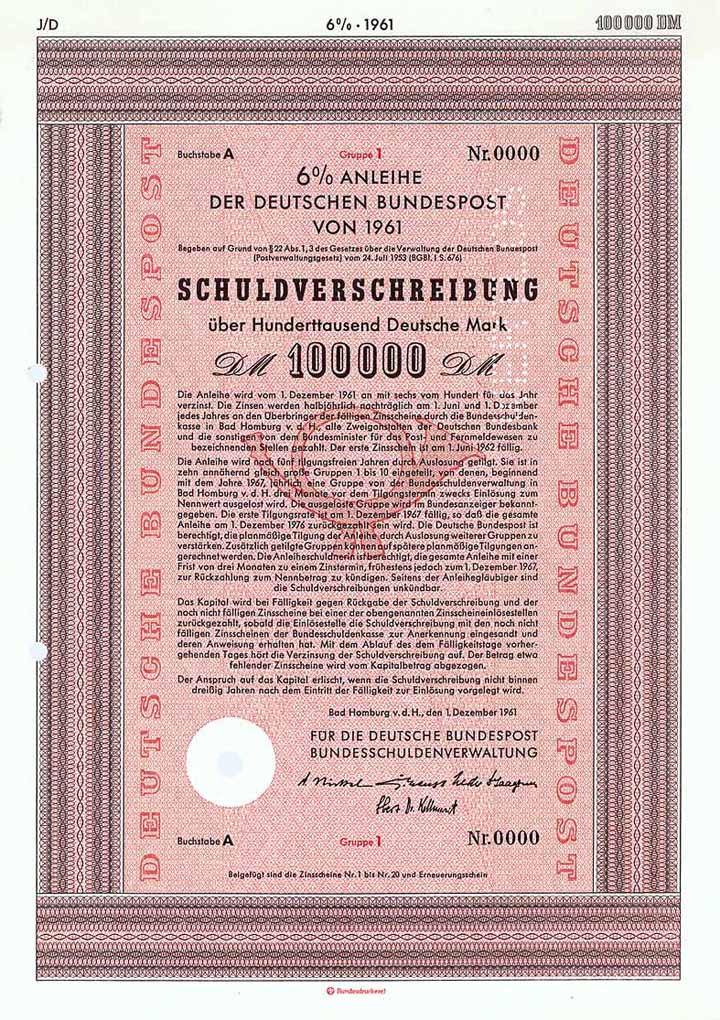 J/D 6% · 1961 100000 DM
DEUTSCHE BUNDESPOST
DEUTSCHE BUNDESPOST
Buchstabe A Gruppe 1 Nr. 0000
6% ANLEIHE
DER DEUTSCHEN BUNDESPOST
VON 1961
Begeben auf Grund von § 22 Abs. 1, 3 des Gesetzes über die Verwaltung der Deutschen Bundespost
(Postverwaltungsgesetz) vom 24. Juli 1953 (BGBl. I S. 676)
SCHULDVERSCHREIBUNG
über Hunderttausend Deutsche Mark
DM 100000 DM
Die Anleihe wird vom 1. Dezember 1961 an mit sechs vom Hundert für das Jahr
verzinst. Die Zinsen werden halbjährlich nachträglich am 1. Juni und 1. Dezember
jedes Jahres an den Überbringer der fälligen Zinsscheine durch die Bundesschulden-
kasse in Bad Homburg v. d. H., alle Zweiganstalten der Deutschen Bundesbank
und die sonstigen von dem Bundesminister für das Post- und Fernmeldewesen zu
bezeichnenden Stellen gezahlt. Der erste Zinsschein ist am 1. Juni 1962 fällig.
Die Anleihe wird nach fünf tilgungsfreien Jahren durch Auslosung getilgt. Sie ist in
zehn annähernd gleich große Gruppen 1 bis 10 eingeteilt, von denen, beginnend
mit dem Jahre 1967, jährlich eine Gruppe von der Bundesschuldenverwaltung in
Bad Homburg v. d. H. drei Monate vor dem Tilgungstermin zwecks Einlösung zum
Nennwert ausgelost wird. Die ausgeloste Gruppe wird im Bundesanzeiger bekannt-
gegeben. Die erste Tilgungsrate ist am 1. Dezember 1967 fällig, so daß die gesamte
Anleihe am 1. Dezember 1976 zurückgezahlt sein wird. Die Deutsche Bundespost ist
berechtigt, die planmäßige Tilgung der Anleihe durch Auslosung weiterer Gruppen zu
verstärken. Zusätzlich getilgte Gruppen können auf spätere planmäßige Tilgungen an-
gerechnet werden. Die Anleiheschuldnerin ist berechtigt, die gesamte Anleihe mit einer
Frist von drei Monaten zu einem Zinstermin, frühestens jedoch zum 1. Dezember 1967,
zur Rückzahlung zum Nennbetrag zu kündigen. Seitens der Anleihegläubiger sind
die Schuldverschreibungen unkündbar.
Das Kapital wird bei Fälligkeit gegen Rückgabe der Schuldverschreibung und der
noch nicht fälligen Zinsscheine bei einer der obengenannten Zinsscheineinlösestellen
zurückgezahlt, sobald die Einlösestelle die Schuldverschreibung mit den noch nicht
fälligen Zinsscheinen der Bundesschuldenkasse zur Anerkennung eingesandt und
deren Anweisung erhalten hat. Mit dem Ablauf des dem Fälligkeitstage vorher-
gehenden Tages hört die Verzinsung der Schuldverschreibung auf. Der Betrag etwa
fehlender Zinsscheine wird vom Kapitalbetrag abgezogen.
Der Anspruch auf das Kapital erlischt, wenn die Schuldverschreibung nicht binnen
dreißig Jahren nach dem Eintritt der Fälligkeit zur Einlösung vorgelegt wird.
Bad Homburg v. d. H., den 1. Dezember 1961
FÜR DIE DEUTSCHE BUNDESPOST
BUNDESSCHULDENVERWALTUNG
Buchstabe A Gruppe 1 Nr. 0000
Beigefügt sind die Zinsscheine Nr. 1 bis Nr. 20 und Erneuerungsschein
Bundesdruckerei